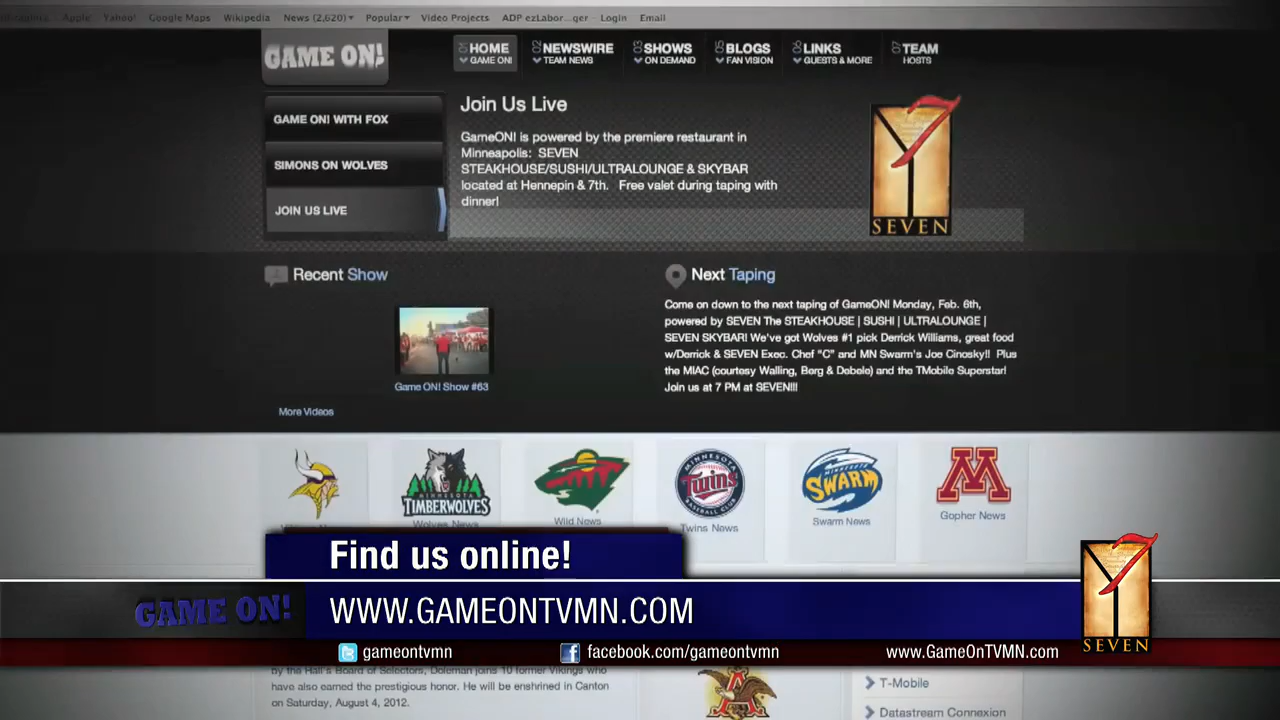 Apple Yahoo! Google Maps Wikipedia News (2,620) Popular Video Projects ADP ezLabor...ger Login Email
GAME ON!
HOME
GAME ON!
NEWSWIRE
TEAM NEWS
SHOWS
ON DEMAND
BLOGS
FAN VISION
LINKS
GUESTS & MORE
TEAM
HOSTS
GAME ON! WITH FOX
SIMONS ON WOLVES
JOIN US LIVE
Join Us Live
GameON! is powered by the premiere restaurant in
Minneapolis: SEVEN
STEAKHOUSE/SUSHI/ULTRALOUNGE & SKYBAR
located at Hennepin & 7th. Free valet during taping with
dinner!
7
SEVEN
Recent Show
Game ON! Show #63
More Videos
Next Taping
Come on down to the next taping of GameON! Monday, Feb. 6th,
powered by SEVEN The STEAKHOUSE | SUSHI | ULTRALOUNGE |
SEVEN SKYBAR! We've got Wolves #1 pick Derrick Williams, great food
w/Derrick & SEVEN Exec. Chef "C" and MN Swarm's Joe Cinosky!! Plus
the MIAC (courtesy Walling, Berg & Debele) and the TMobile Superstar!
Join us at 7 PM at SEVEN!!!
MINNESOTA
TIMBERWOLVES
Wolves News
Wild News
MINNESOTA
Twins
BASEBALL CLUB
Twins News
MINNESOTA
SWARM
Swarm News
M
Gopher News
Find us online!
GAME ON!
WWW.GAMEONTVMN.COM
7
SEVEN
gameontvmn
facebook.com/gameontvmn
www.GameOnTVMN.com
by the Hall's Board of Selectors, Doleman joins 10 former Vikings who
have also earned the prestigious honor. He will be enshrined in Canton
on Saturday, August 4, 2012.
T-Mobile
Datastream Connexion